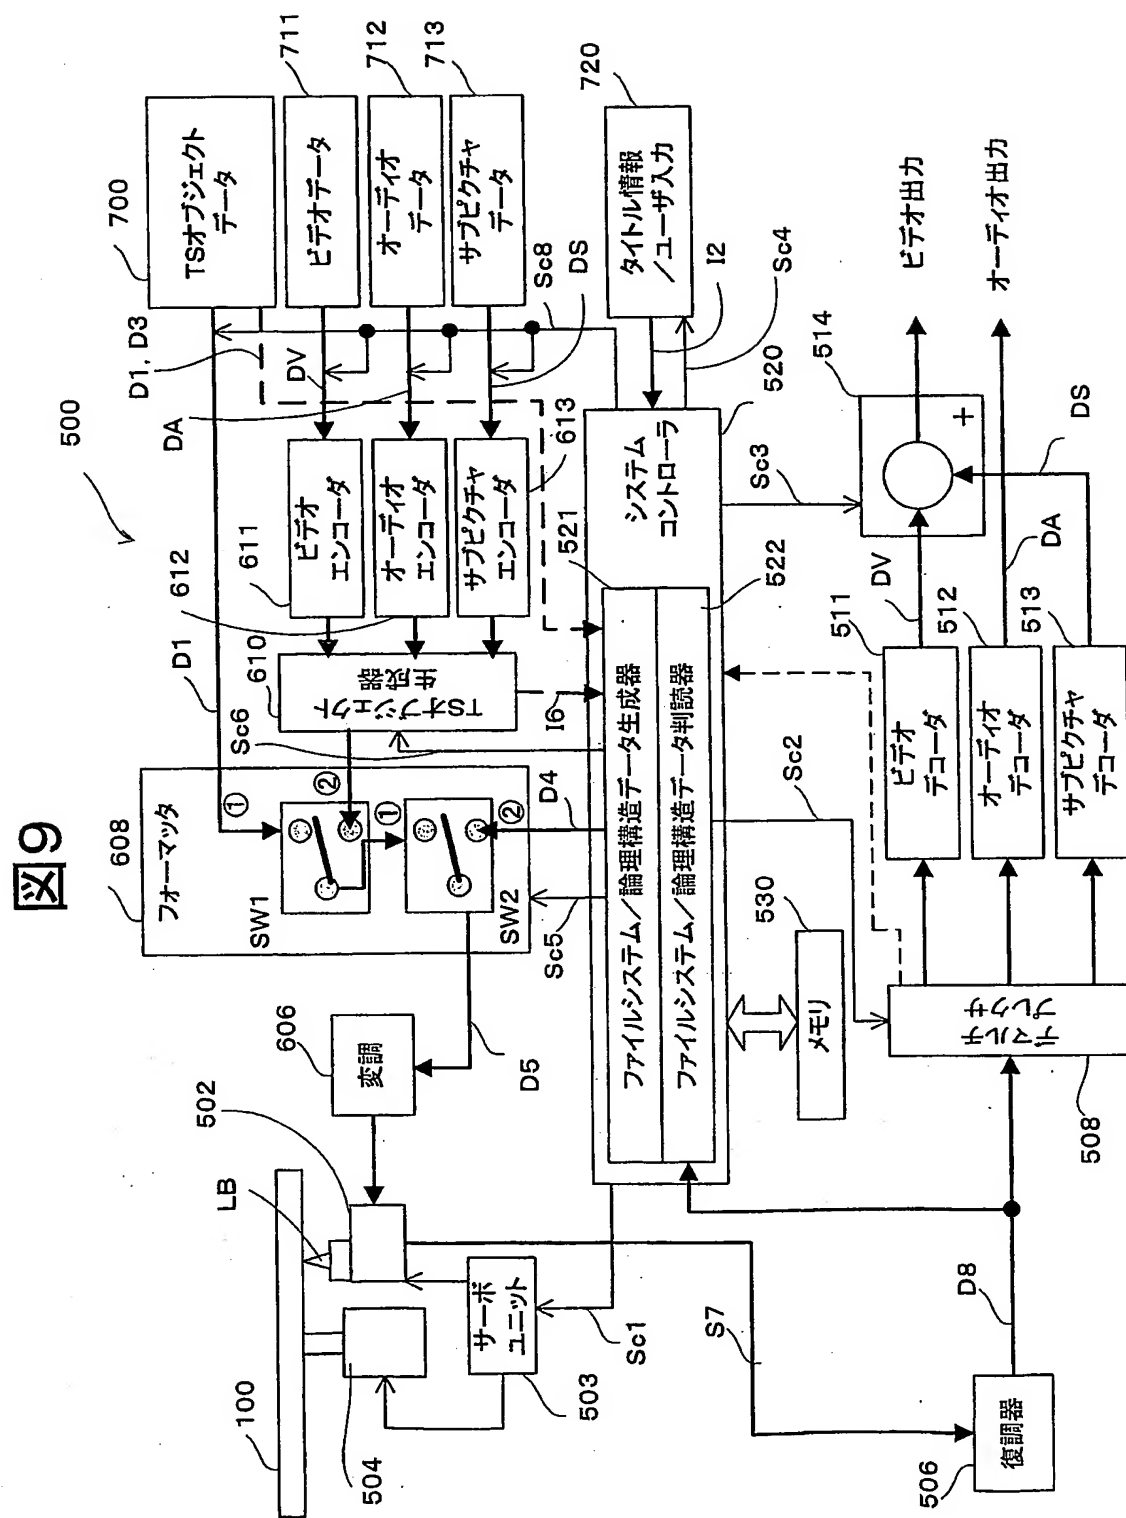 図9
500
100
504
LB
502
606
変調
サーボ
ユニット
503
Sc1
D5
608
フォーマッタ
SW1
SW2
①
②
①
②
D1
Sc6
Sc5
D4
610
TSオブジェクト
生成器
I6
612
611
ビデオ
エンコーダ
オーディオ
エンコーダ
サブピクチャ
エンコーダ
613
D1, D3
DV
DA
DS
Sc8
700
TSオブジェクト
データ
ビデオデータ
711
オーディオ
データ
712
サブピクチャ
データ
713
タイトル情報
/ユーザ入力
720
I2
Sc4
520
システム
コントローラ
521
522
ファイルシステム/論理構造データ生成器
ファイルシステム/論理構造データ判読器
Sc3
Sc2
530
メモリ
S7
506
復調器
D8
508
デマルチ
プレクサ
511
ビデオ
デコーダ
512
オーディオ
デコーダ
513
サブピクチャ
デコーダ
DV
DA
DS
514
+
ビデオ出力
オーディオ出力